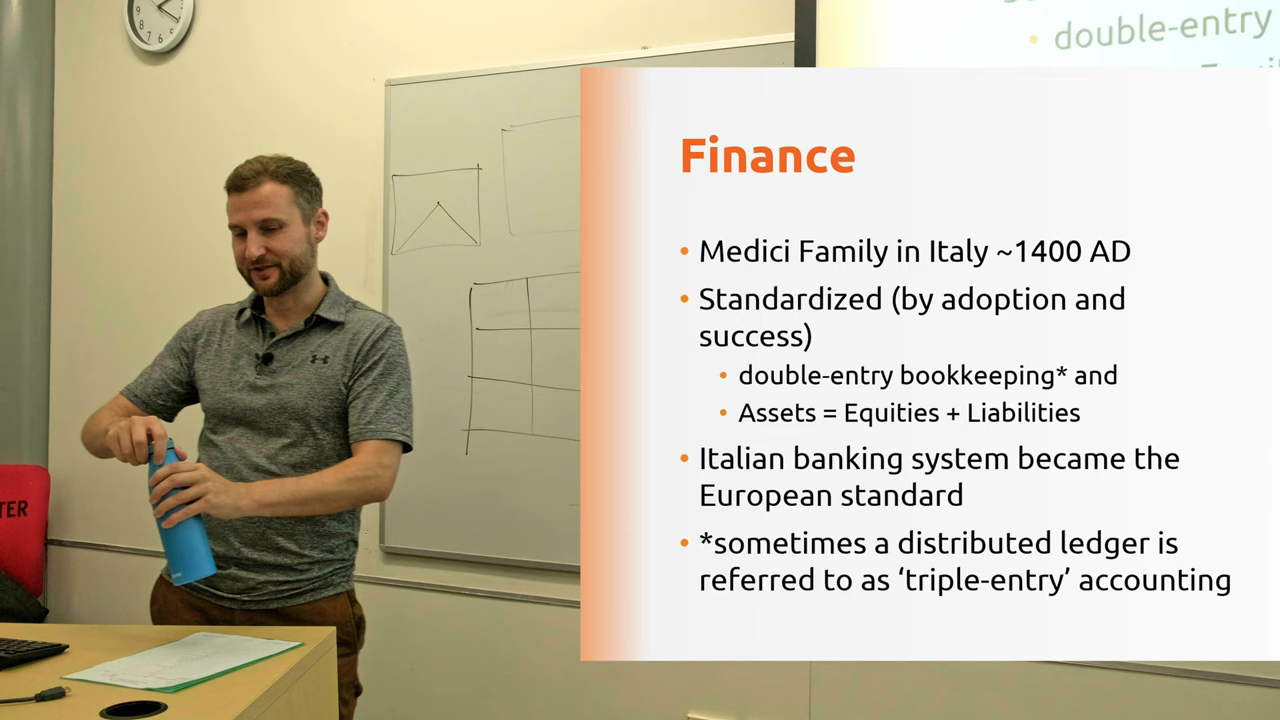 double-entry
Finance
• Medici Family in Italy ~1400 AD
• Standardized (by adoption and
success)
• double-entry bookkeeping* and
• Assets = Equities + Liabilities
• Italian banking system became the
European standard
• *sometimes a distributed ledger is
referred to as ‘triple-entry’ accounting
TER